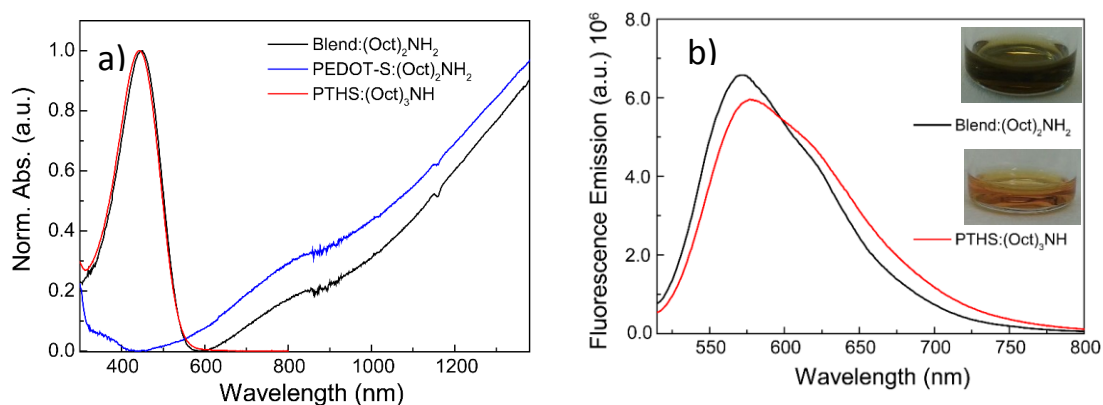 a)
Blend:(Oct)₂NH₂
PEDOT-S:(Oct)₂NH₂
PTHS:(Oct)₃NH
Norm. Abs. (a.u.)
1.0
0.8
0.6
0.4
0.2
0.0
400 600 800 1000 1200
Wavelength (nm)
b)
Blend:(Oct)₂NH₂
PTHS:(Oct)₃NH
Fluorescence Emission (a.u.) 10⁶
8.0
6.0
4.0
2.0
0.0
550 600 650 700 750 800
Wavelength (nm)